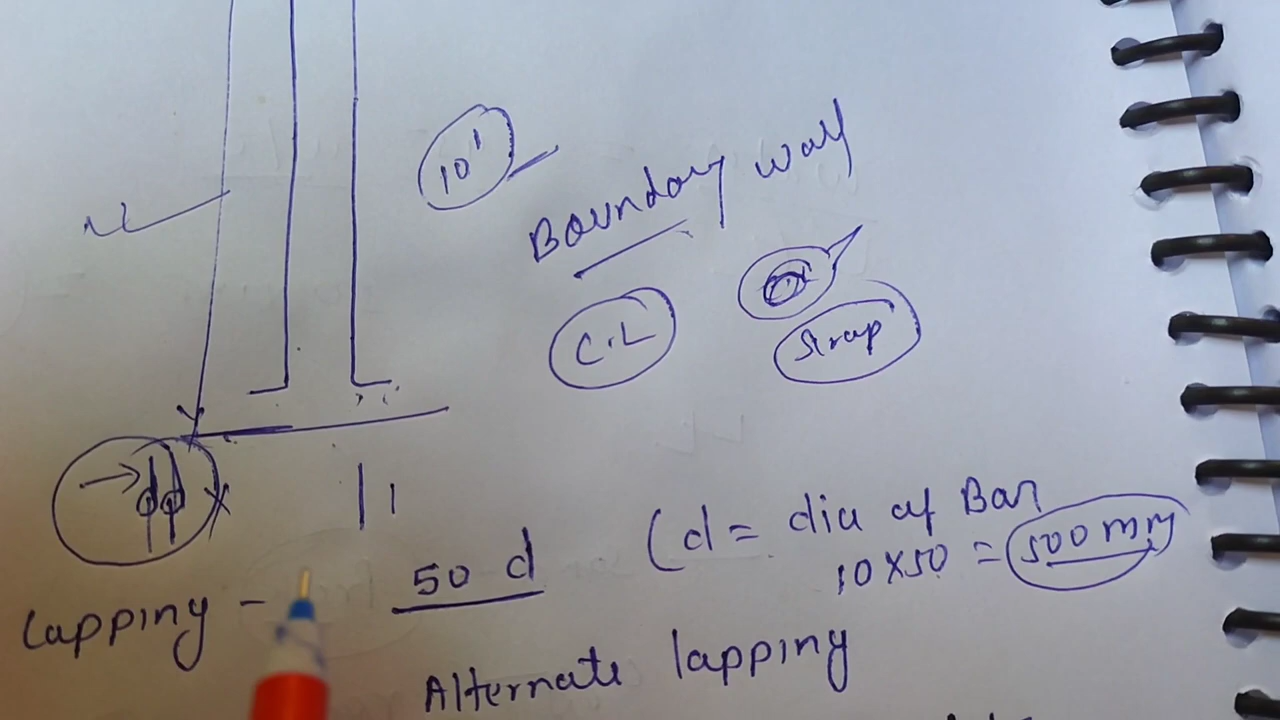 10'
Boundary wall
C.L
Strap
(d = dia of Bar
10 x 50 = 500 mm
Lapping - 50 d
Alternate lapping